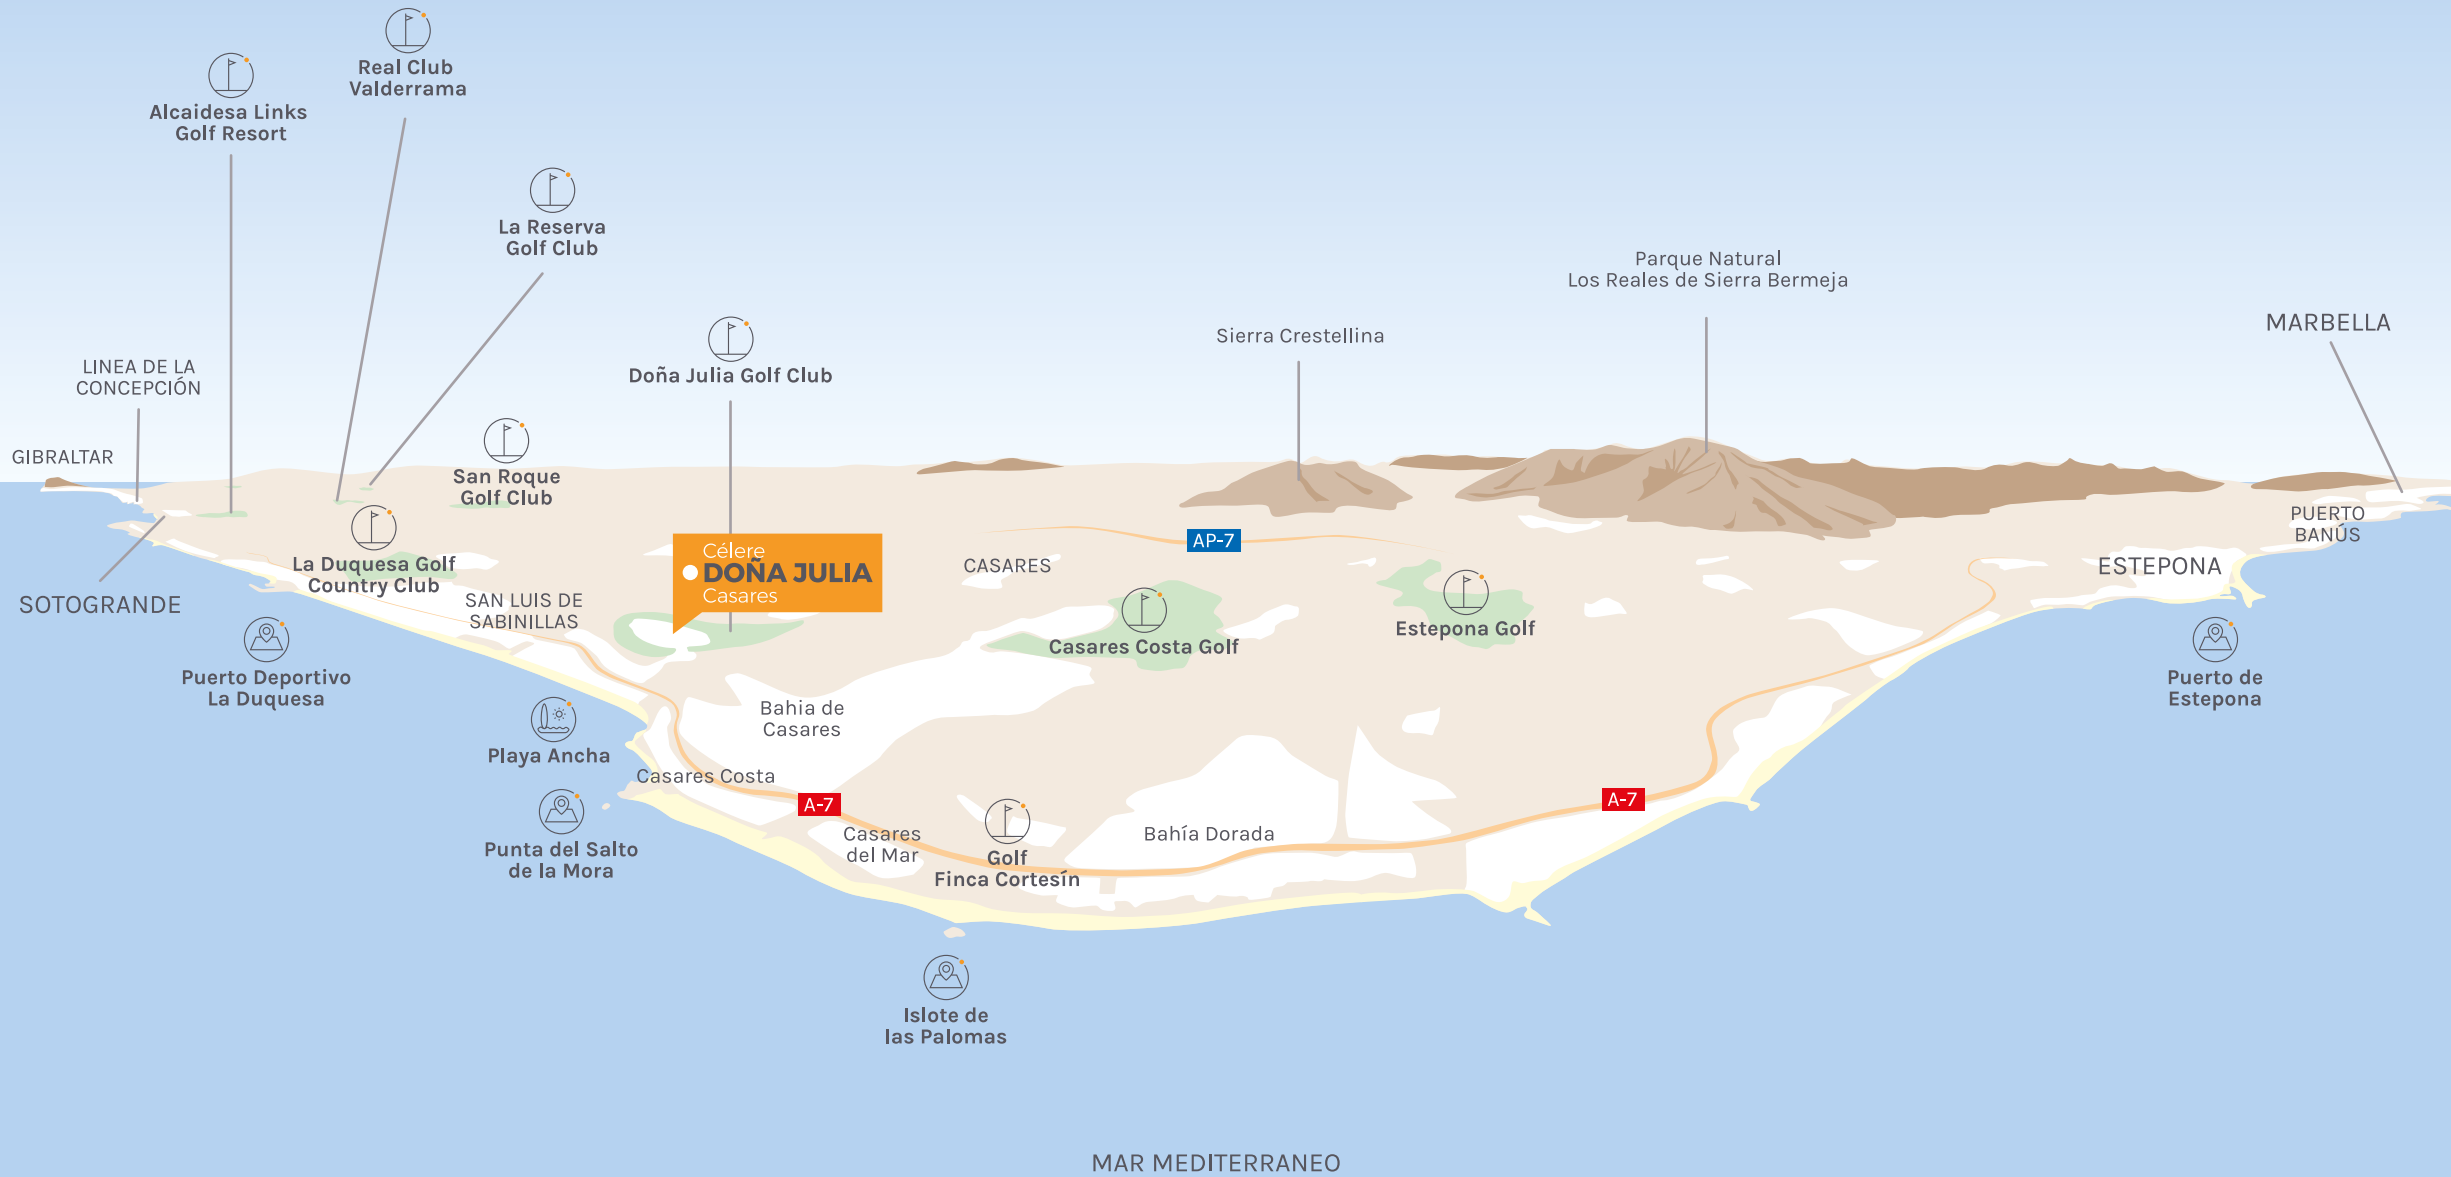 Real Club
Valderrama
Alcaidesa Links
Golf Resort
La Reserva
Golf Club
Parque Natural
Los Reales de Sierra Bermeja
MARBELLA
Sierra Crestellina
LINEA DE LA
CONCEPCIÓN
Doña Julia Golf Club
GIBRALTAR
San Roque
Golf Club
PUERTO
BANÚS
AP-7
Célere
DOÑA JULIA
Casares
La Duquesa Golf
Country Club
CASARES
ESTEPONA
SOTOGRANDE
SAN LUIS DE
SABINILLAS
Casares Costa Golf
Estepona Golf
Puerto Deportivo
La Duquesa
Puerto de
Estepona
Bahia de
Casares
Playa Ancha
Casares Costa
A-7
A-7
Casares
del Mar
Bahía Dorada
Punta del Salto
de la Mora
Golf
Finca Cortesín
Islote de
las Palomas
MAR MEDITERRANEO